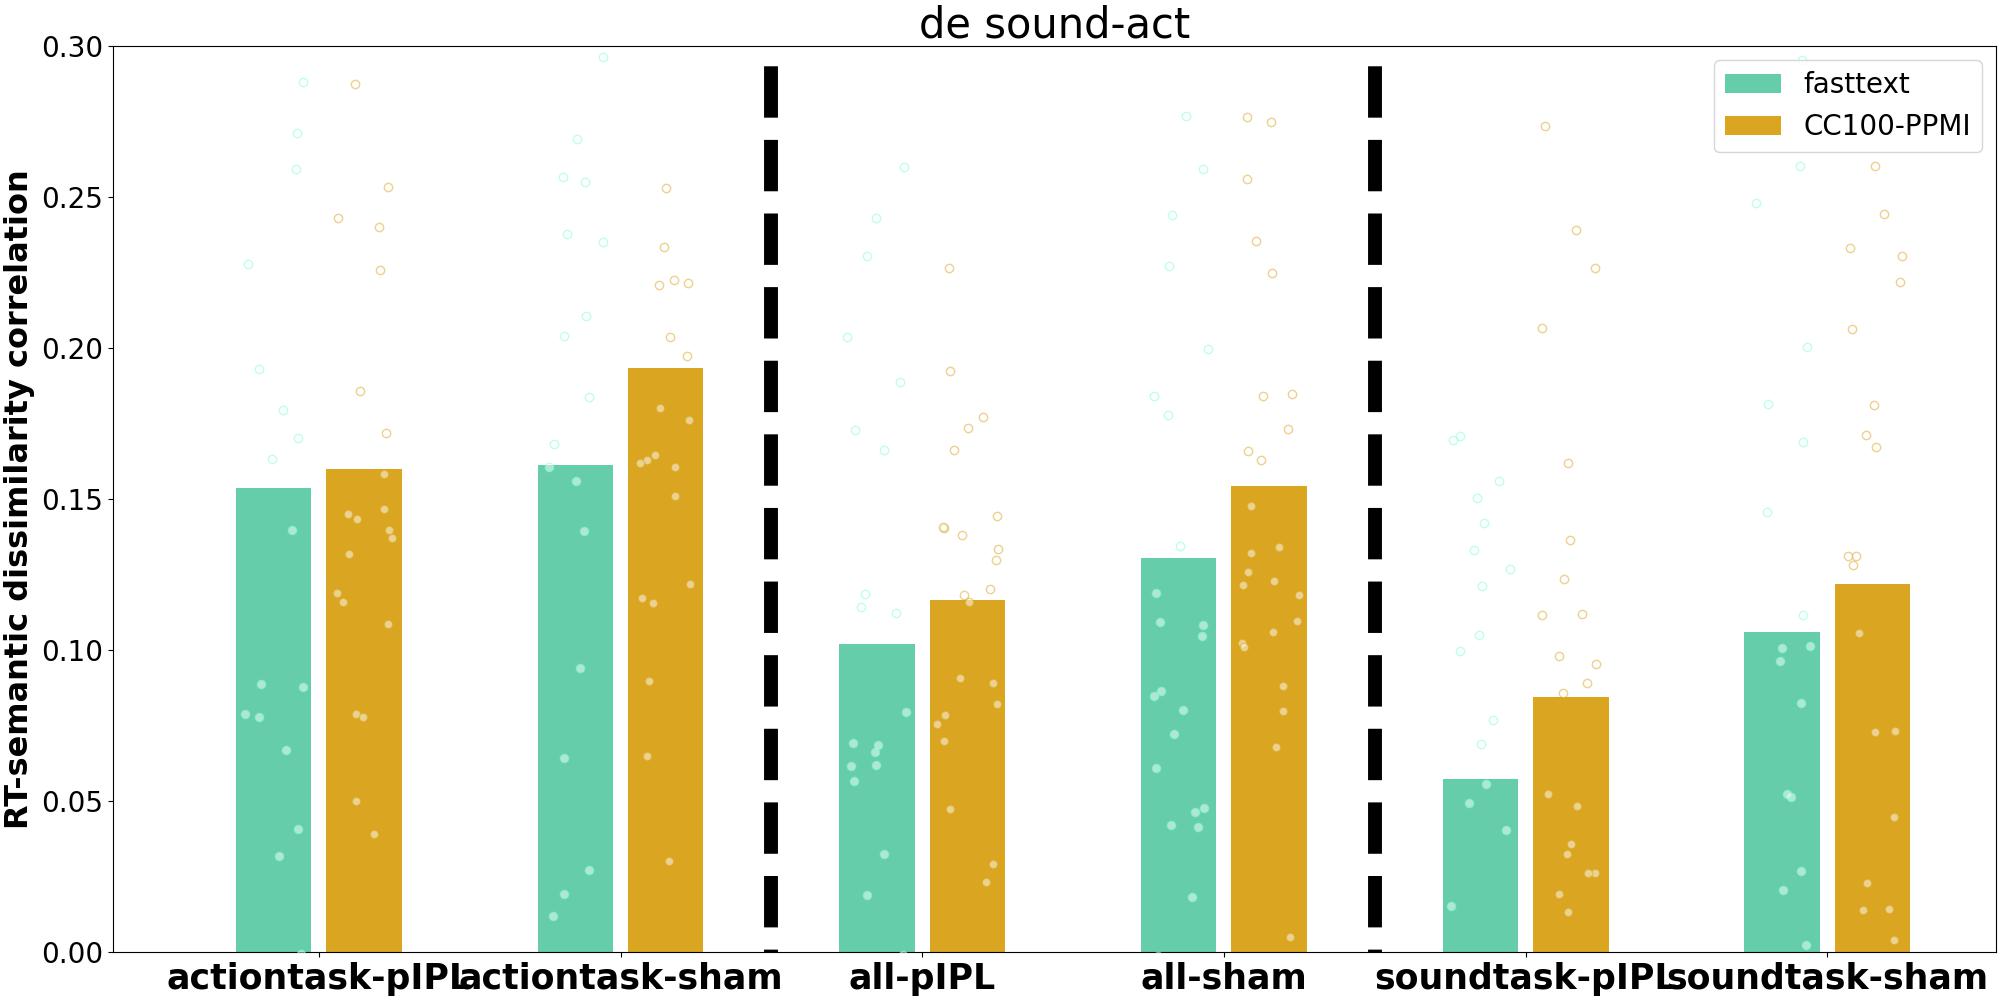 de sound-act
RT-semantic dissimilarity correlation
0.30
0.25
0.20
0.15
0.10
0.05
0.00
fasttext
CC100-PPMI
actiontask-pIPL
actiontask-sham
all-pIPL
all-sham
soundtask-pIPL
soundtask-sham